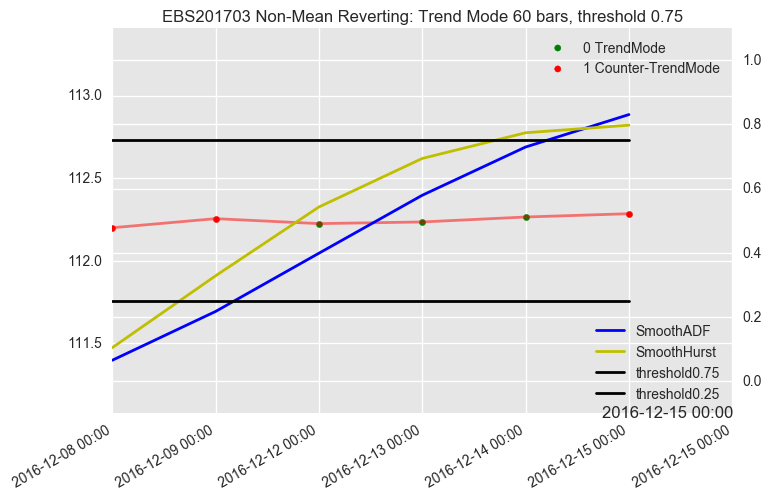 EBS201703 Non-Mean Reverting: Trend Mode 60 bars, threshold 0.75
0 TrendMode
1 Counter-TrendMode
113.0
112.5
112.0
111.5
1.0
0.8
0.6
0.4
0.2
0.0
SmoothADF
SmoothHurst
threshold0.75
threshold0.25
2016-12-15 00:00
2016-12-08 00:00
2016-12-09 00:00
2016-12-12 00:00
2016-12-13 00:00
2016-12-14 00:00
2016-12-15 00:00
2016-12-15 00:00